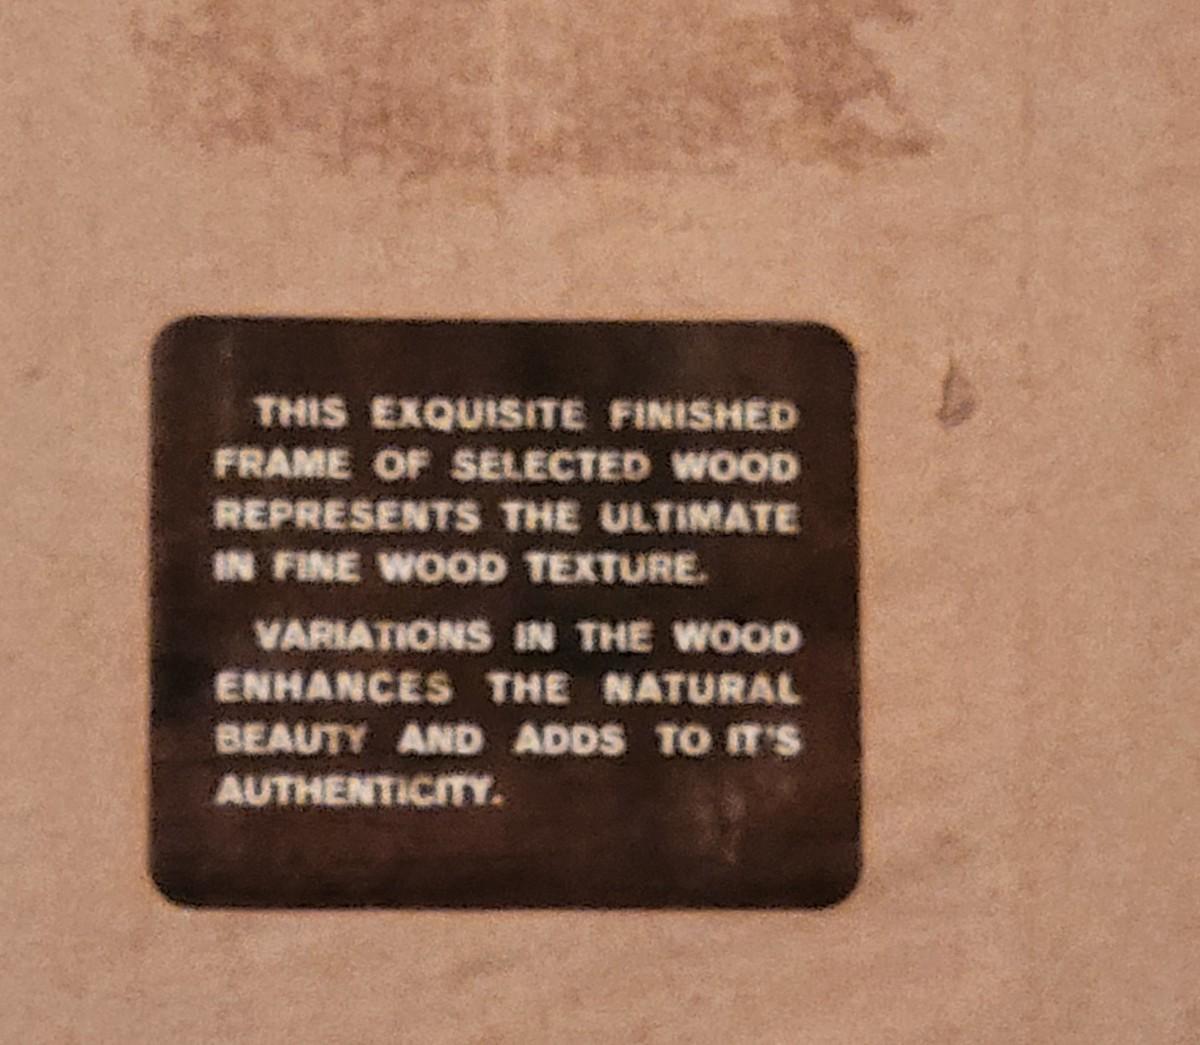 THIS EXQUISITE FINISHED
FRAME OF SELECTED WOOD
REPRESENTS THE ULTIMATE
IN FINE WOOD TEXTURE.
VARIATIONS IN THE WOOD
ENHANCES THE NATURAL
BEAUTY AND ADDS TO IT'S
AUTHENTICITY.